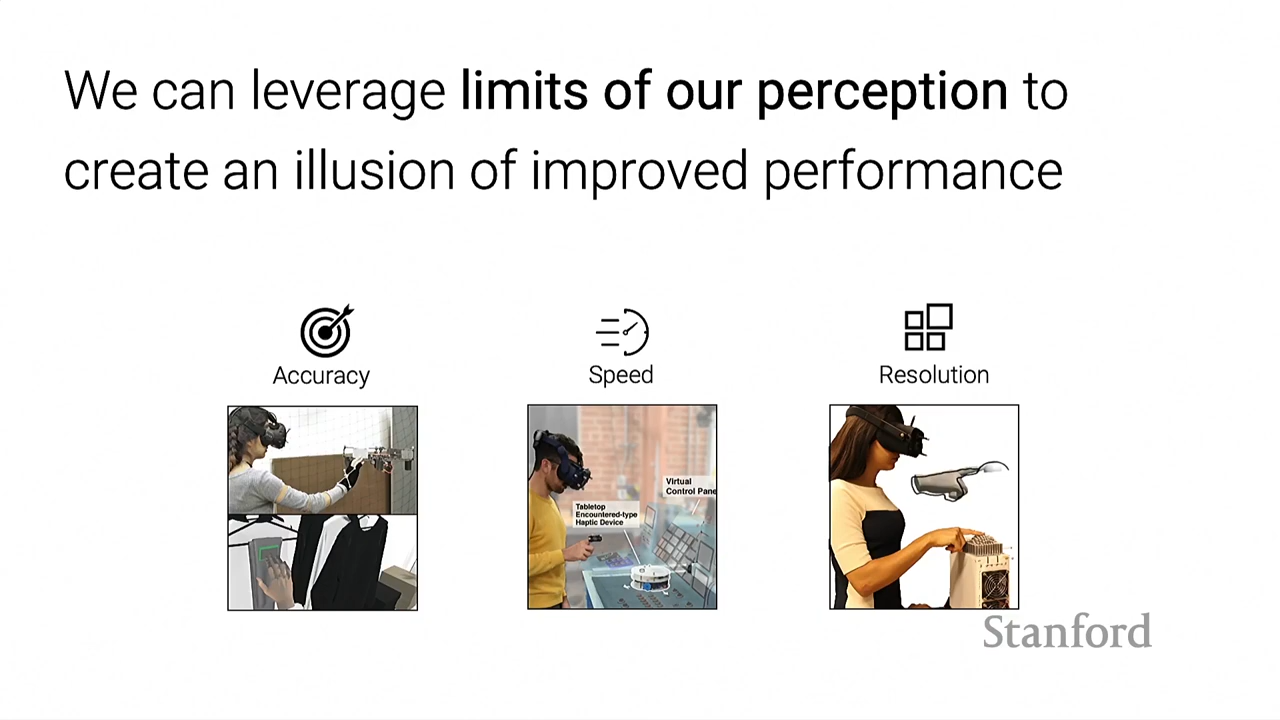 We can leverage limits of our perception to
create an illusion of improved performance
Accuracy
Speed
Resolution
Virtual
Control Pane
Tabletop
Encountered-type
Haptic Device
Stanford